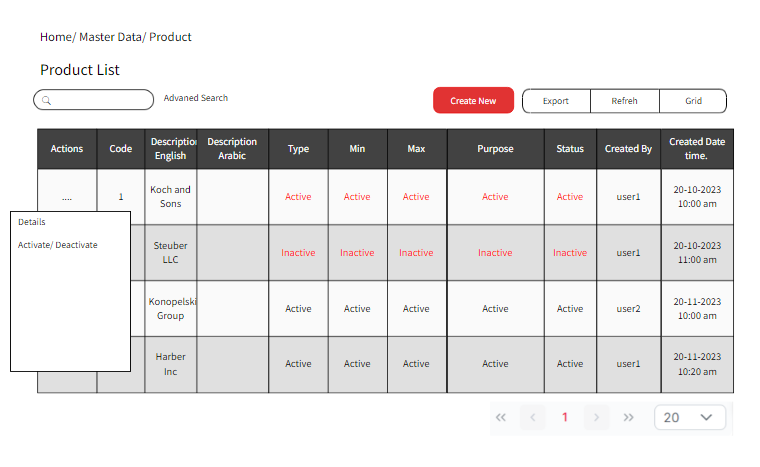 Home/ Master Data/ Product
Product List
Advaned Search
Create New
Export Refreh Grid
Actions Code Description English Description Arabic Type Min Max Purpose Status Created By Created Date time.
.... 1 Koch and Sons Active Active Active Active Active user1 20-10-2023 10:00 am
Details
Activate/ Deactivate
Steuber LLC Inactive Inactive Inactive Inactive Inactive user1 20-10-2023 11:00 am
Konopelski Group Active Active Active Active Active user2 20-11-2023 10:00 am
Harber Inc Active Active Active Active Active user1 20-11-2023 10:20 am
« < 1 > » 20